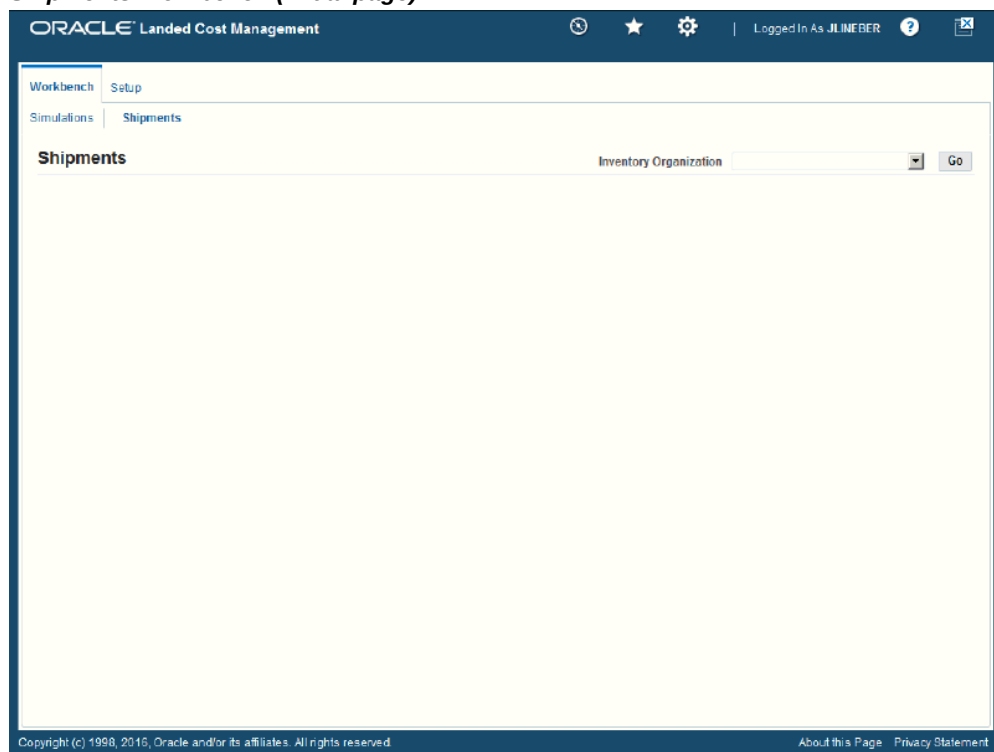 ORACLE Landed Cost Management | Logged In As JLINEBER ?
Workbench Setup
Simulations Shipments
Shipments Inventory Organization Go
Copyright (c) 1998, 2016, Oracle and/or its affiliates. All rights reserved. About this Page Privacy Statement